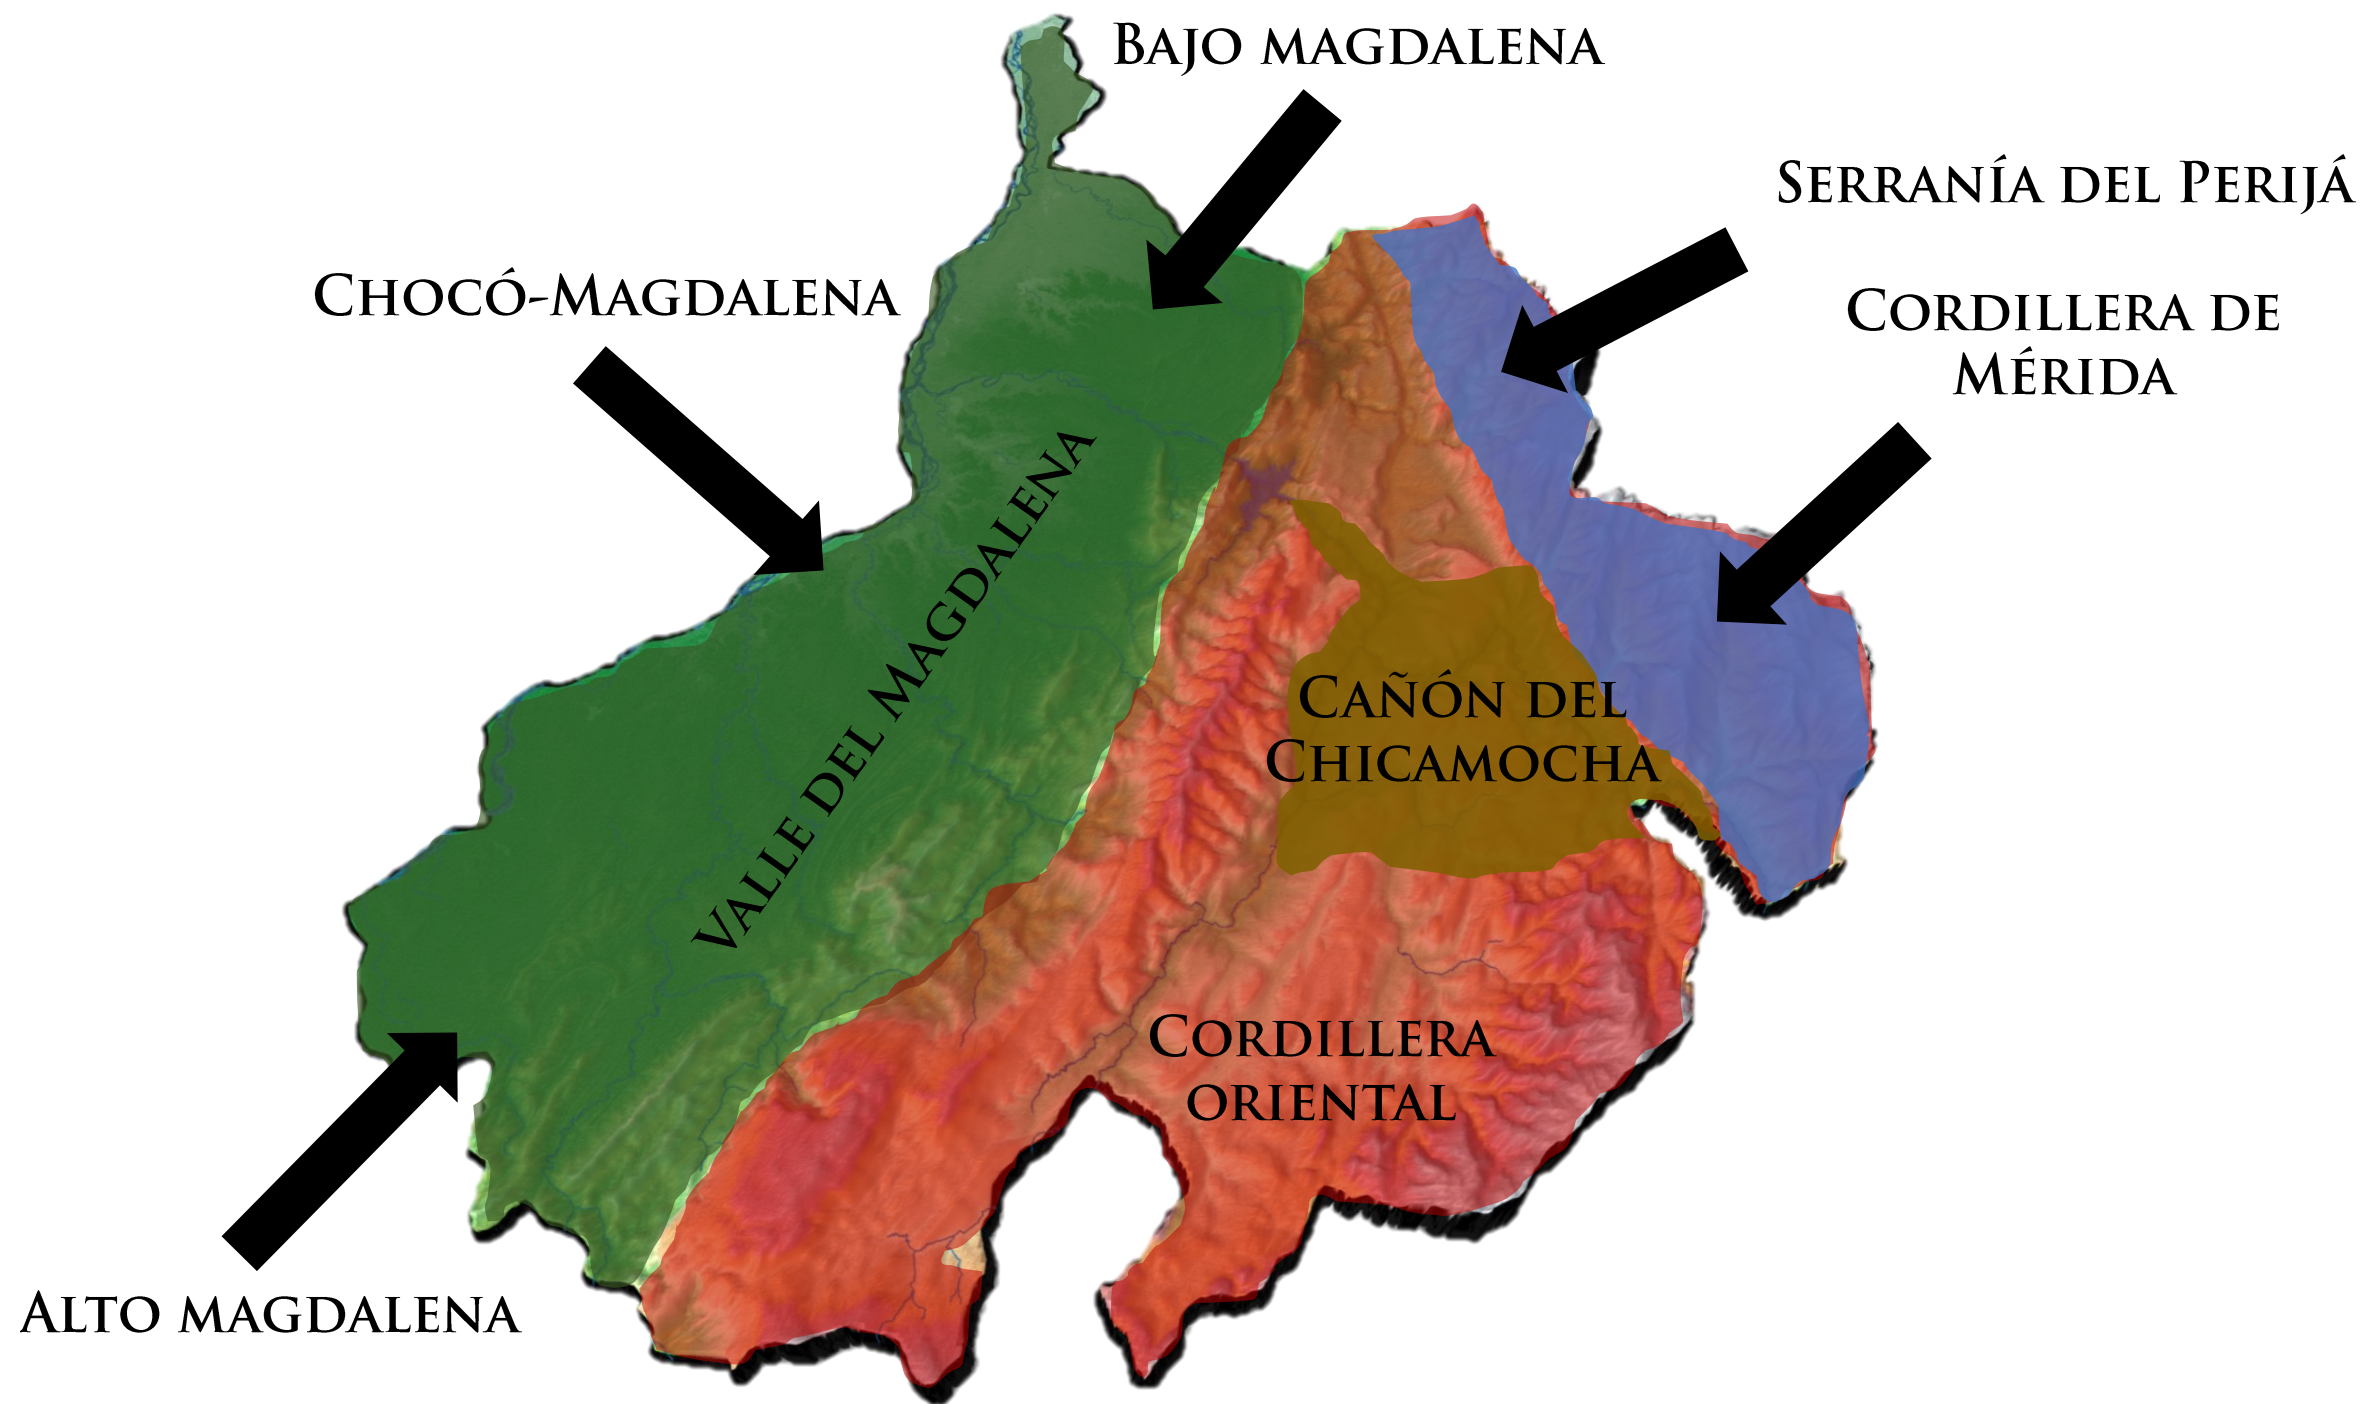 Bajo magdalena
Serranía del Perijá
Chocó-Magdalena
Cordillera de
Mérida
Valle del Magdalena
Cañón del
Chicamocha
Cordillera
oriental
Alto magdalena